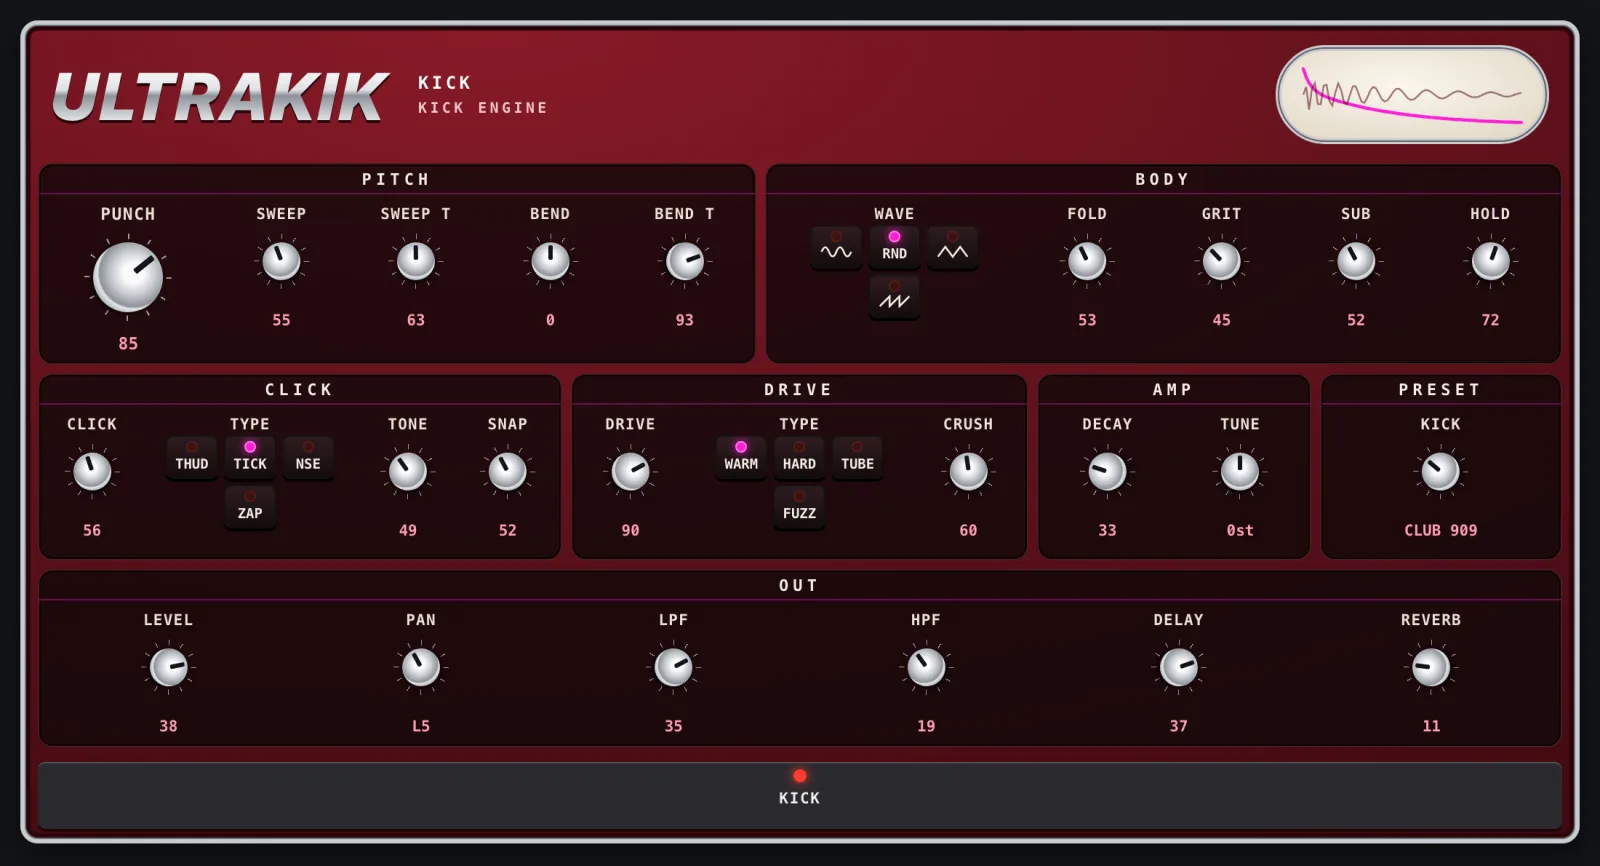 ULTRAKIK
KICK
KICK ENGINE
PITCH
PUNCH SWEEP SWEEP T BEND BEND T
85 55 63 0 93
BODY
WAVE FOLD GRIT SUB HOLD
RND
53 45 52 72
CLICK
CLICK TYPE TONE SNAP
THUD TICK NSE
ZAP
56 49 52
DRIVE
DRIVE TYPE CRUSH
WARM HARD TUBE
FUZZ
90 60
AMP
DECAY TUNE
33 0st
PRESET
KICK
CLUB 909
OUT
LEVEL PAN LPF HPF DELAY REVERB
38 L5 35 19 37 11
KICK